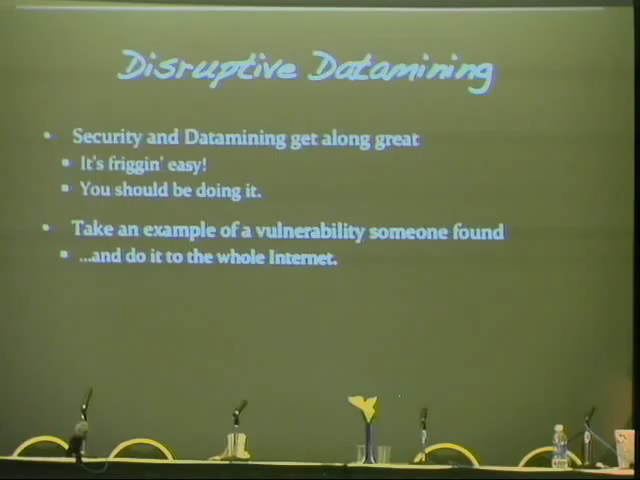 Disruptive Datamining
• Security and Datamining get along great
▪ It's friggin' easy!
▪ You should be doing it.
• Take an example of a vulnerability someone found
▪ ...and do it to the whole Internet.